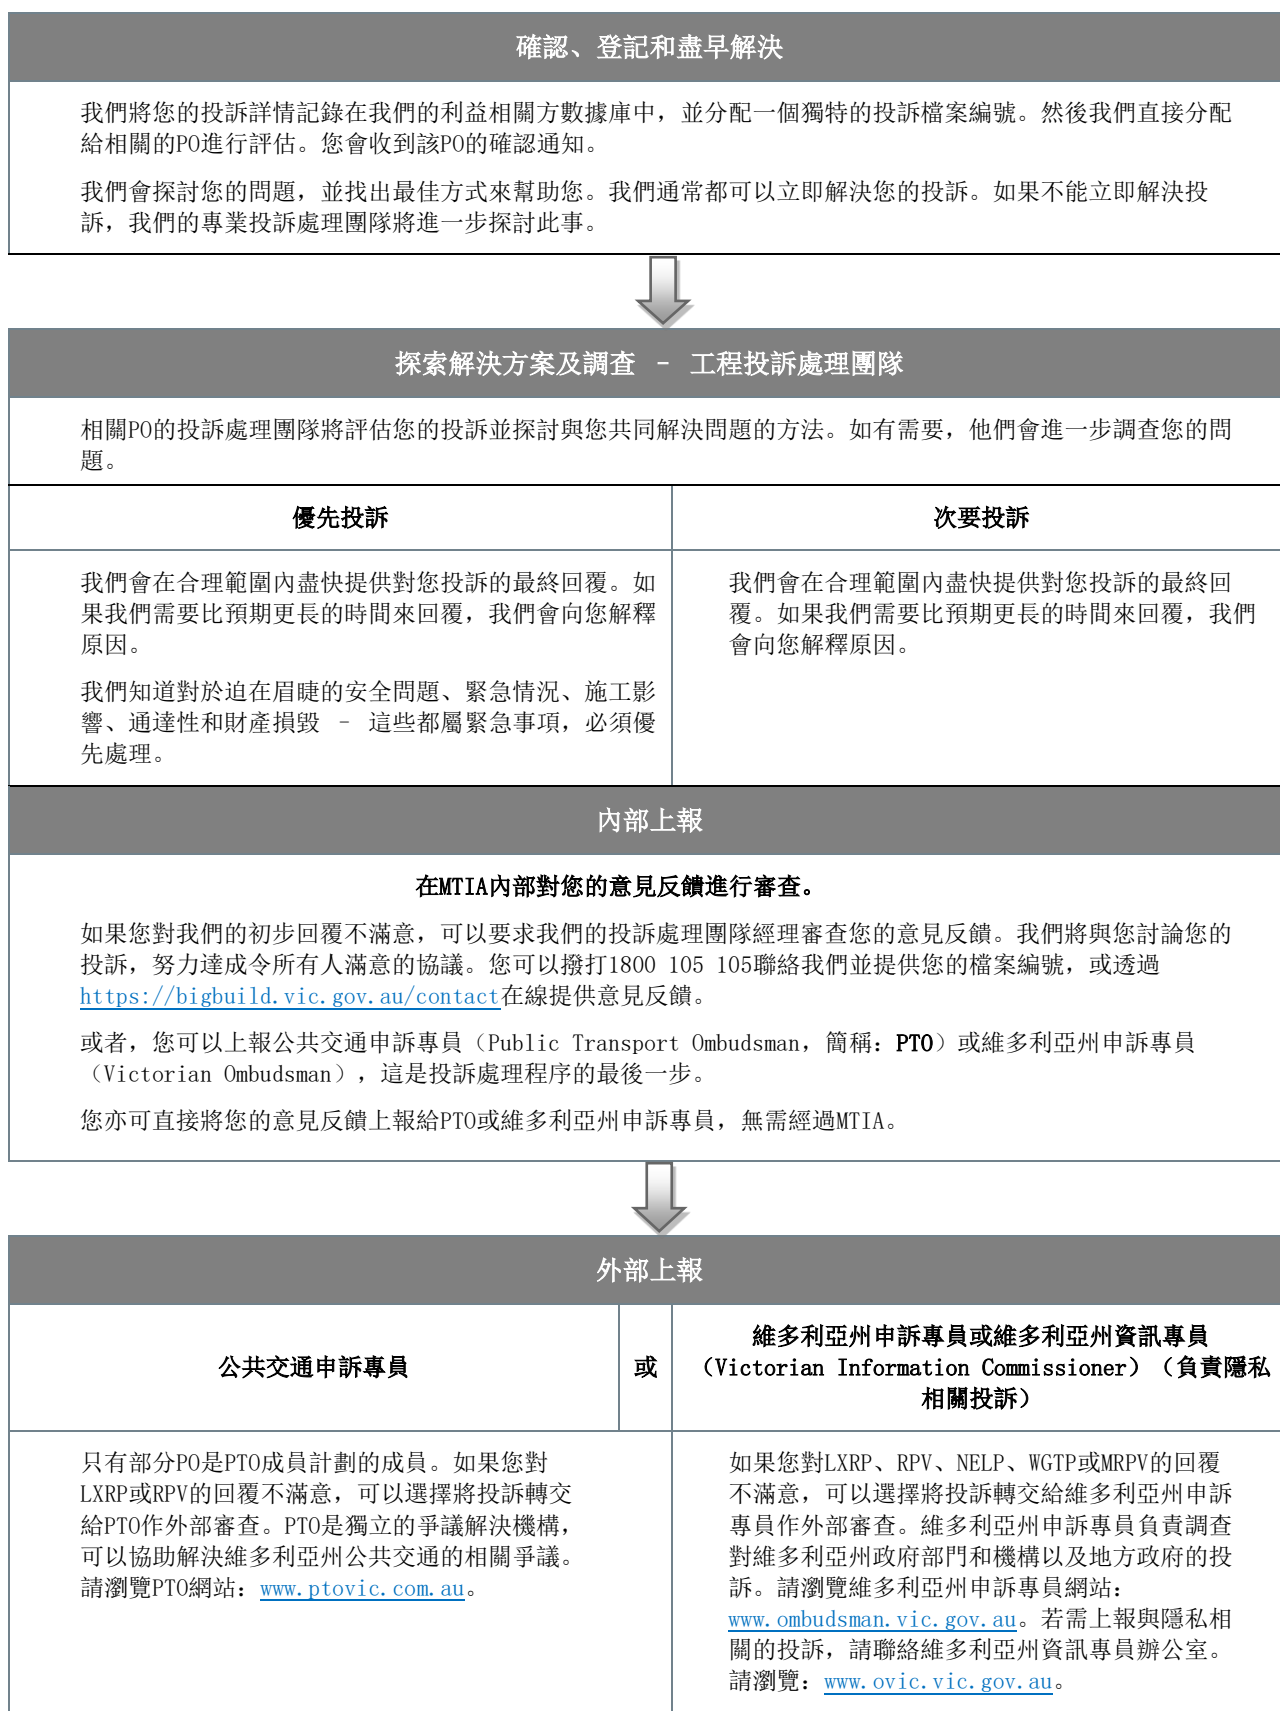 確認、登記和盡早解決
我們將您的投訴詳情記錄在我們的利益相關方數據庫中，並分配一個獨特的投訴檔案編號。然後我們直接分配
給相關的PO進行評估。您會收到該PO的確認通知。
我們會探討您的問題，並找出最佳方式來幫助您。我們通常都可以立即解決您的投訴。如果不能立即解決投
訴，我們的專業投訴處理團隊將進一步探討此事。
探索解決方案及調查 – 工程投訴處理團隊
相關PO的投訴處理團隊將評估您的投訴並探討與您共同解決問題的方法。如有需要，他們會進一步調查您的問
題。
優先投訴
我們會在合理範圍內盡快提供對您投訴的最終回覆。如
果我們需要比預期更長的時間來回覆，我們會向您解釋
原因。
我們知道對於迫在眉睫的安全問題、緊急情況、施工影
響、通達性和財產損毀 – 這些都屬緊急事項，必須優
先處理。
次要投訴
我們會在合理範圍內盡快提供對您投訴的最終回
覆。如果我們需要比預期更長的時間來回覆，我們
會向您解釋原因。
內部上報
在MTIA內部對您的意見反饋進行審查。
如果您對我們的初步回覆不滿意，可以要求我們的投訴處理團隊經理審查您的意見反饋。我們將與您討論您的
投訴，努力達成令所有人滿意的協議。您可以撥打1800 105 105聯絡我們並提供您的檔案編號，或透過
https://bigbuild.vic.gov.au/contact在線提供意見反饋。
或者，您可以上報公共交通申訴專員（Public Transport Ombudsman，簡稱：PTO）或維多利亞州申訴專員
（Victorian Ombudsman），這是投訴處理程序的最後一步。
您亦可直接將您的意見反饋上報給PTO或維多利亞州申訴專員，無需經過MTIA。
外部上報
公共交通申訴專員
或
維多利亞州申訴專員或維多利亞州資訊專員
（Victorian Information Commissioner）（負責隱私
相關投訴）
只有部分PO是PTO成員計劃的成員。如果您對
LXRP或RPV的回覆不滿意，可以選擇將投訴轉交
給PTO作外部審查。PTO是獨立的爭議解決機構，
可以協助解決維多利亞州公共交通的相關爭議。
請瀏覽PTO網站：www.ptovic.com.au。
如果您對LXRP、RPV、NELP、WGTP或MRPV的回覆
不滿意，可以選擇將投訴轉交給維多利亞州申訴
專員作外部審查。維多利亞州申訴專員負責調查
對維多利亞州政府部門和機構以及地方政府的投
訴。請瀏覽維多利亞州申訴專員網站：
www.ombudsman.vic.gov.au。若需上報與隱私相
關的投訴，請聯絡維多利亞州資訊專員辦公室。
請瀏覽：www.ovic.vic.gov.au。